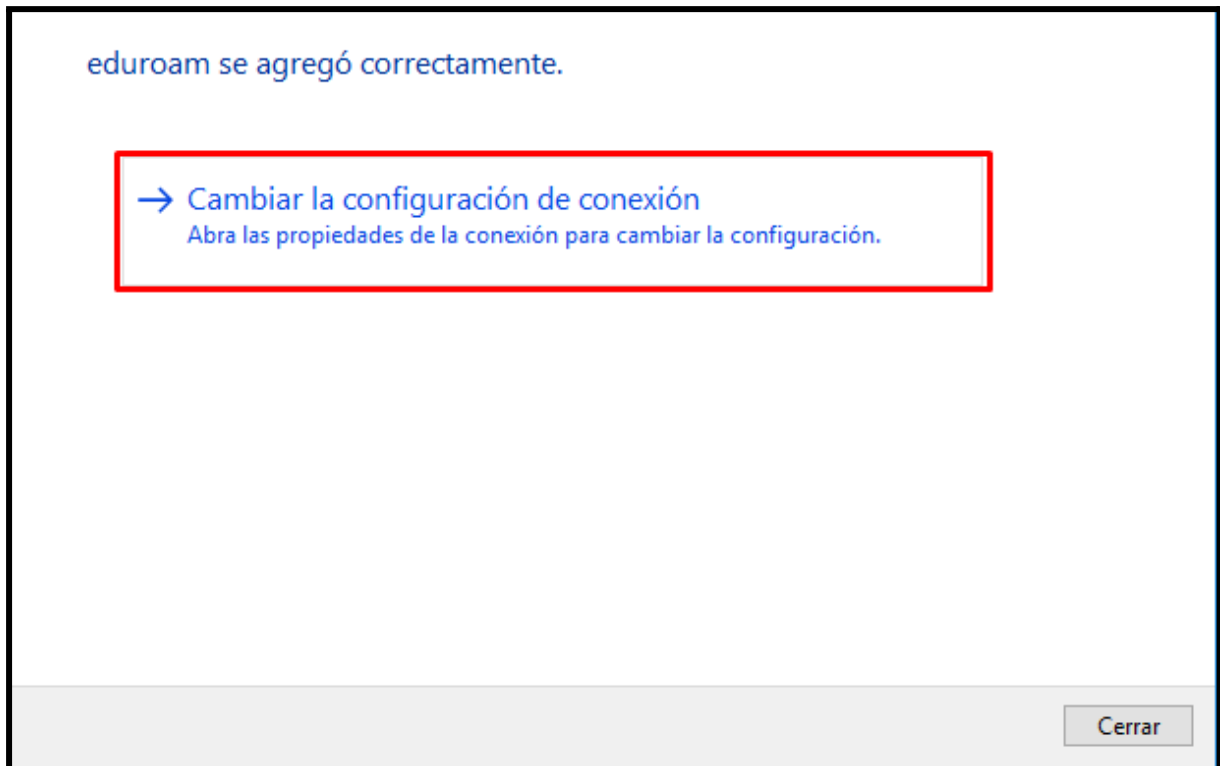 eduroam se agregó correctamente.
Cambiar la configuración de conexión
Abra las propiedades de la conexión para cambiar la configuración.
Cerrar